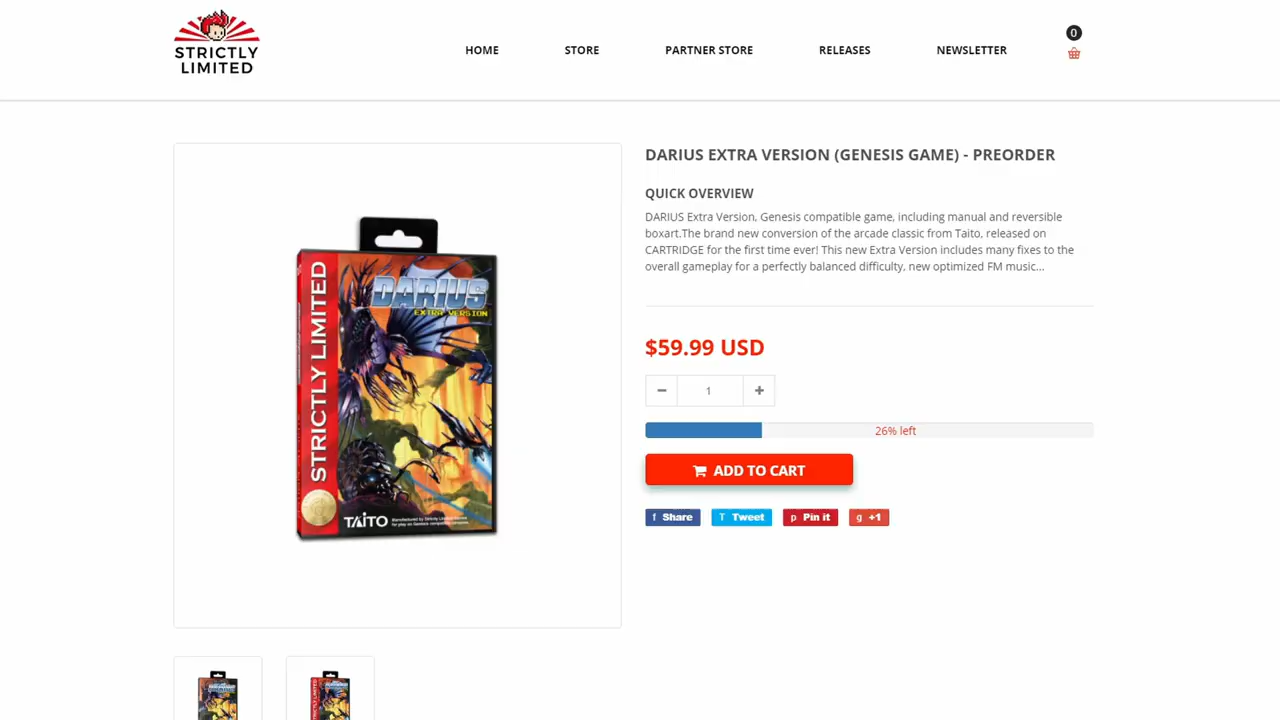 STRICTLY
LIMITED
HOME
STORE
PARTNER STORE
RELEASES
NEWSLETTER
0
STRICTLY LIMITED
DARIUS
EXTRA VERSION
TAITO
DARIUS EXTRA VERSION (GENESIS GAME) - PREORDER
QUICK OVERVIEW
DARIUS Extra Version, Genesis compatible game, including manual and reversible
boxart.The brand new conversion of the arcade classic from Taito, released on
CARTRIDGE for the first time ever! This new Extra Version includes many fixes to the
overall gameplay for a perfectly balanced difficulty, new optimized FM music...
$59.99 USD
− 1 +
26% left
ADD TO CART
f Share
T Tweet
p Pin it
g +1